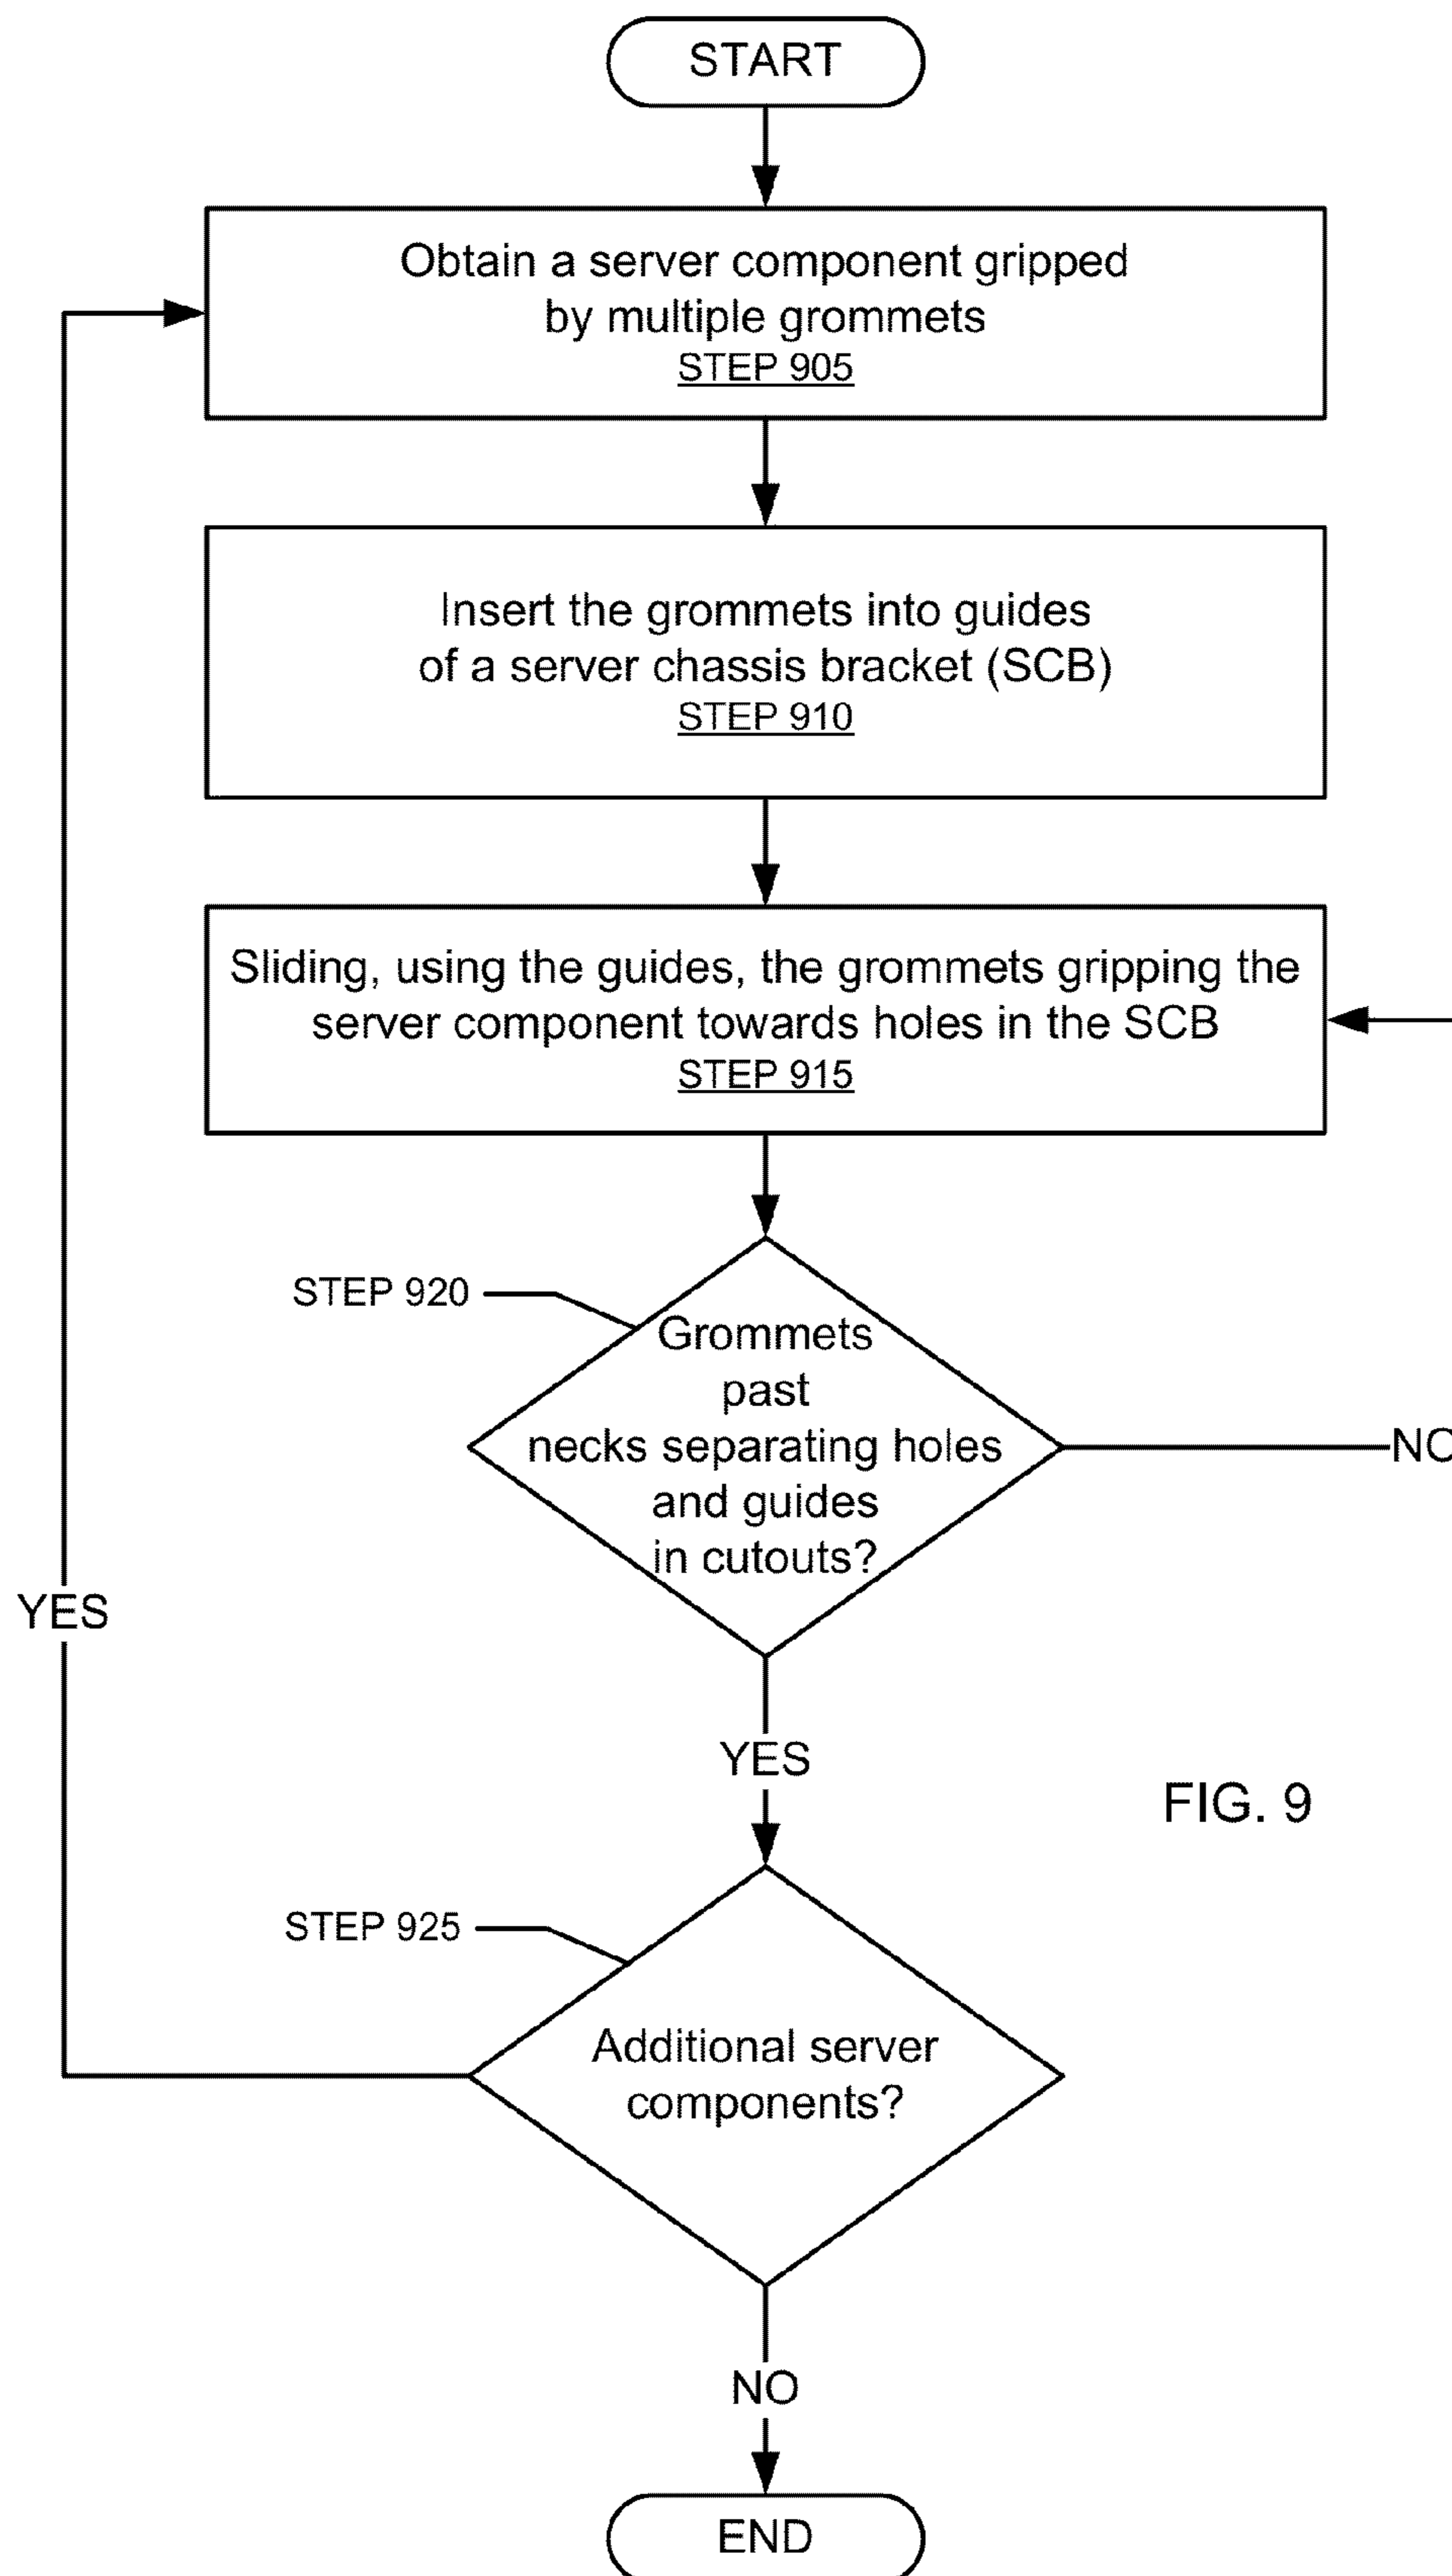 START
Obtain a server component gripped
by multiple grommets
STEP 905
Insert the grommets into guides
of a server chassis bracket (SCB)
STEP 910
Sliding, using the guides, the grommets gripping the
server component towards holes in the SCB
STEP 915
STEP 920
Grommets
past
necks separating holes
and guides
in cutouts?
NO
YES
YES
FIG. 9
STEP 925
Additional server
components?
NO
END